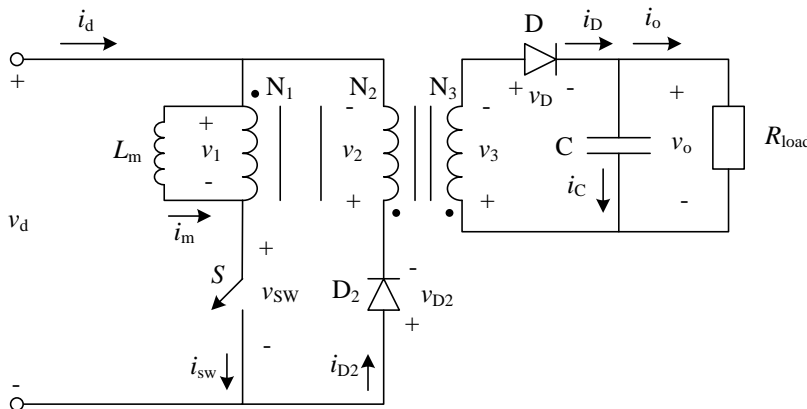 i_d
D
i_D
i_o
+
N_1
-
N_2
N_3
-
+
v_D
-
+
+
L_m
v_1
v_2
v_3
C
v_o
R_load
-
+
+
i_C
-
i_m
v_d
+
S
v_SW
D_2
-
v_D2
+
-
i_sw
i_D2
-